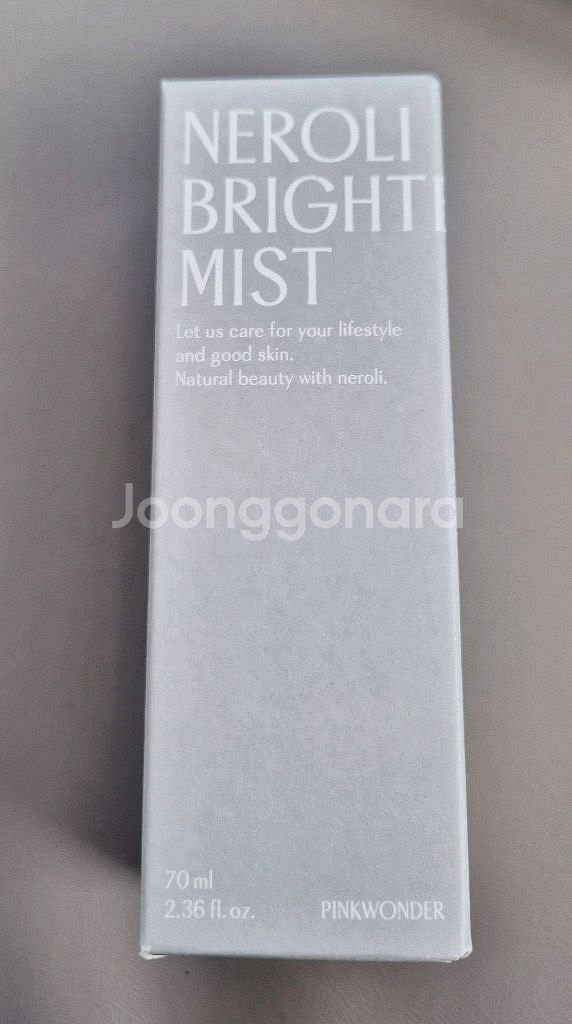 NEROLI
BRIGHTI
MIST
Let us care for your lifestyle
and good skin.
Natural beauty with neroli.
Joonggonara
70 ml
2.36 fl. oz. PINKWONDER